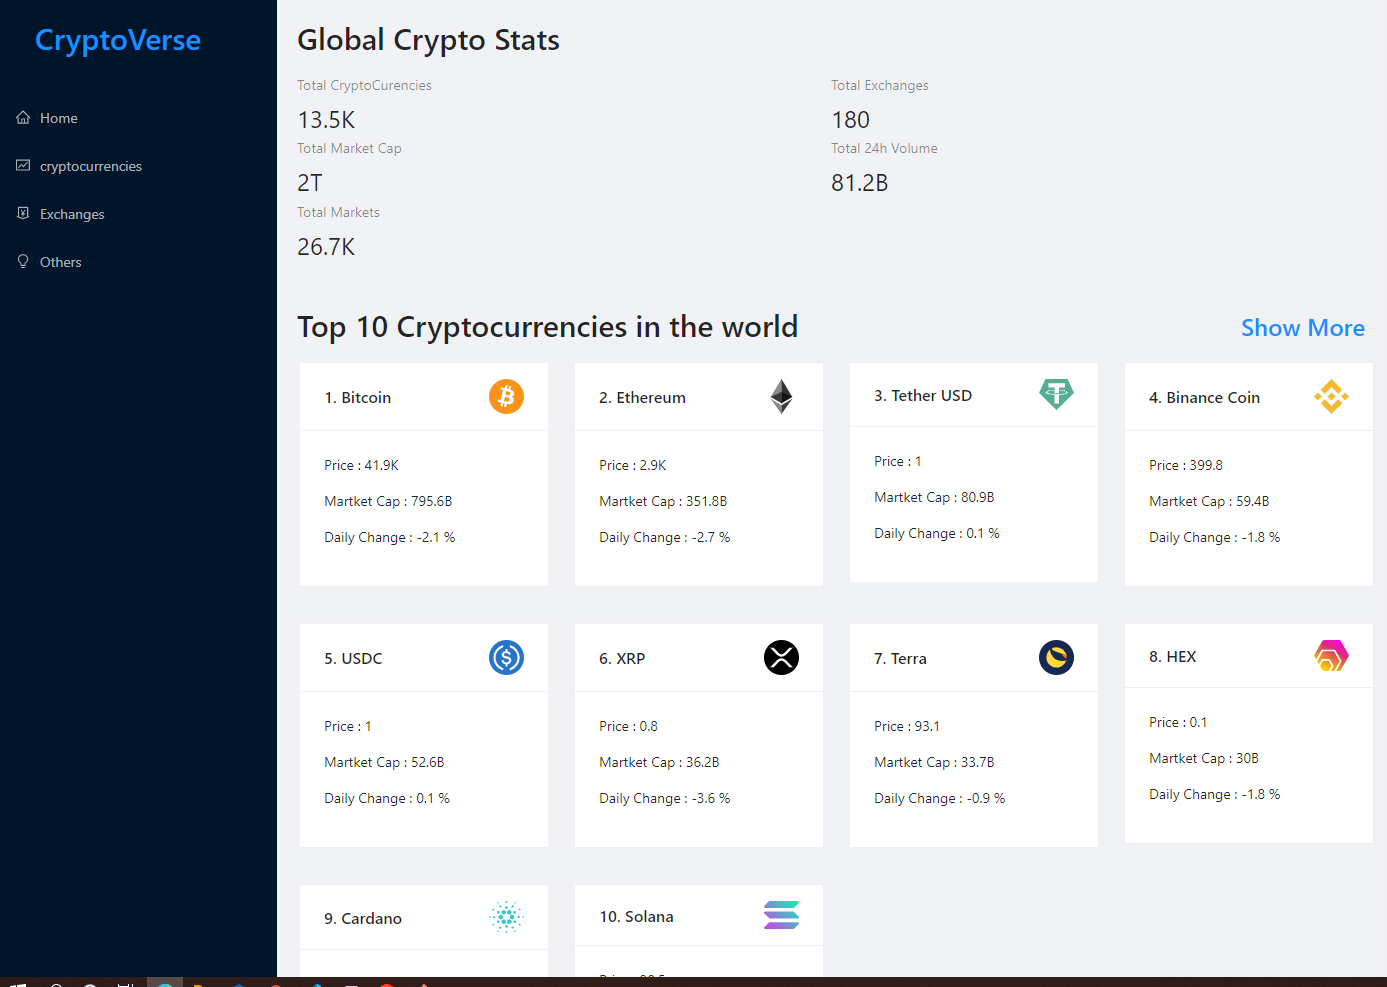 CryptoVerse
Home
cryptocurrencies
Exchanges
Others
Global Crypto Stats
Total CryptoCurencies
13.5K
Total Exchanges
180
Total Market Cap
2T
Total 24h Volume
81.2B
Total Markets
26.7K
Top 10 Cryptocurrencies in the world
Show More
1. Bitcoin
Price : 41.9K
Martket Cap : 795.6B
Daily Change : -2.1 %
2. Ethereum
Price : 2.9K
Martket Cap : 351.8B
Daily Change : -2.7 %
3. Tether USD
Price : 1
Martket Cap : 80.9B
Daily Change : 0.1 %
4. Binance Coin
Price : 399.8
Martket Cap : 59.4B
Daily Change : -1.8 %
5. USDC
Price : 1
Martket Cap : 52.6B
Daily Change : 0.1 %
6. XRP
Price : 0.8
Martket Cap : 36.2B
Daily Change : -3.6 %
7. Terra
Price : 93.1
Martket Cap : 33.7B
Daily Change : -0.9 %
8. HEX
Price : 0.1
Martket Cap : 30B
Daily Change : -1.8 %
9. Cardano
10. Solana